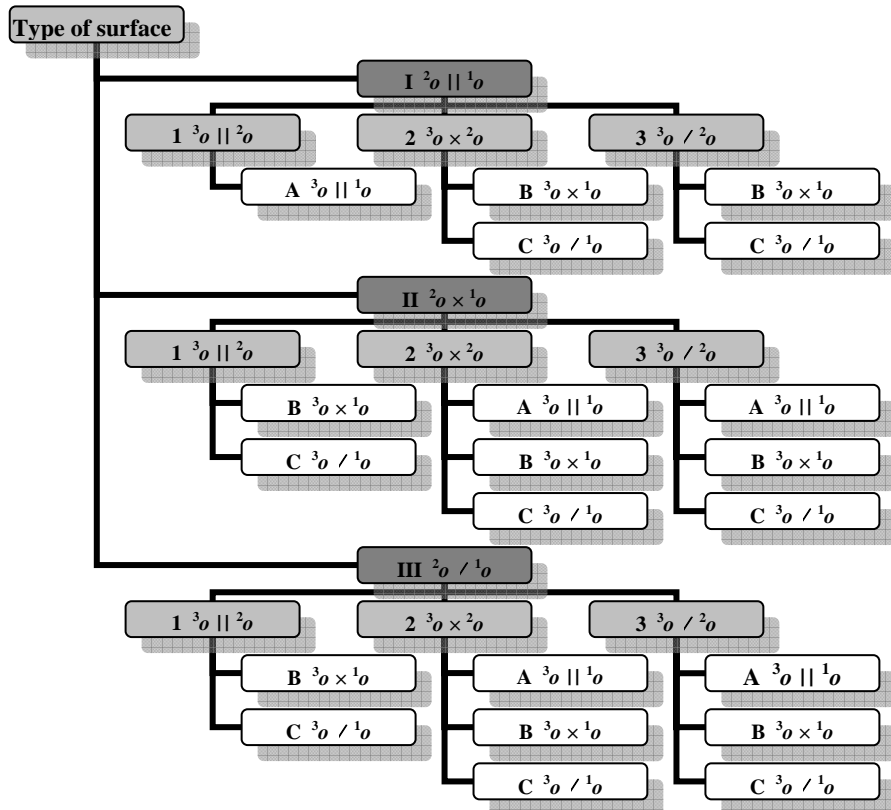 Type of surface
I ²o || ¹o
1 ³o || ²o
2 ³o × ²o
3 ³o / ²o
A ³o || ¹o
B ³o × ¹o
B ³o × ¹o
C ³o / ¹o
C ³o / ¹o
II ²o × ¹o
1 ³o || ²o
2 ³o × ²o
3 ³o / ²o
B ³o × ¹o
A ³o || ¹o
A ³o || ¹o
C ³o / ¹o
B ³o × ¹o
B ³o × ¹o
C ³o / ¹o
C ³o / ¹o
III ²o / ¹o
1 ³o || ²o
2 ³o × ²o
3 ³o / ²o
B ³o × ¹o
A ³o || ¹o
A ³o || ¹o
C ³o / ¹o
B ³o × ¹o
B ³o × ¹o
C ³o / ¹o
C ³o / ¹o